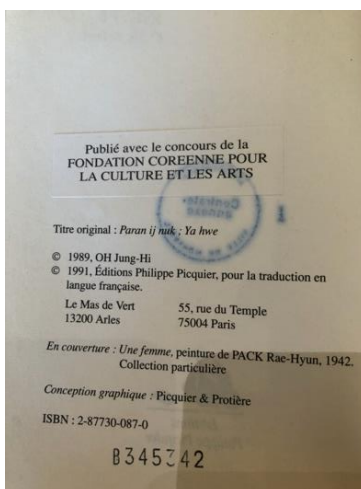 Publié avec le concours de la
FONDATION COREENNE POUR
LA CULTURE ET LES ARTS
Titre original : Paran ij nuk ; Ya hwe
© 1989, OH Jung-Hi
© 1991, Éditions Philippe Picquier, pour la traduction en
langue française.
Le Mas de Vert
13200 Arles
55, rue du Temple
75004 Paris
En couverture : Une femme, peinture de PACK Rae-Hyun, 1942.
Collection particulière
Conception graphique : Picquier & Protière
ISBN : 2-87730-087-0
B345342